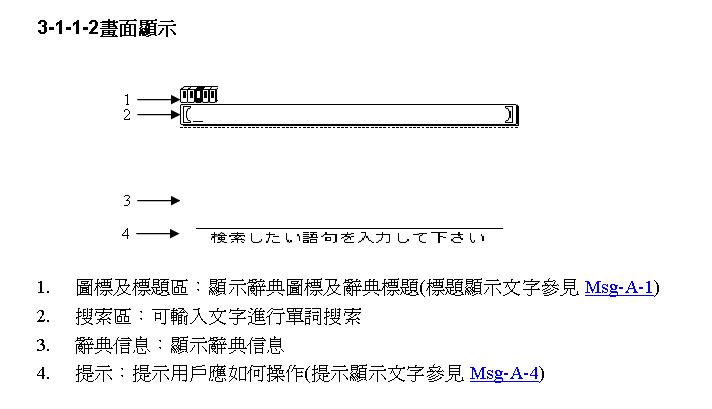 3-1-1-2畫面顯示
1
2
3
4
検索したい語句を入力して下さい
1. 圖標及標題區：顯示辭典圖標及辭典標題(標題顯示文字參見 Msg-A-1)
2. 搜索區：可輸入文字進行單詞搜索
3. 辭典信息：顯示辭典信息
4. 提示：提示用戶應如何操作(提示顯示文字參見 Msg-A-4)